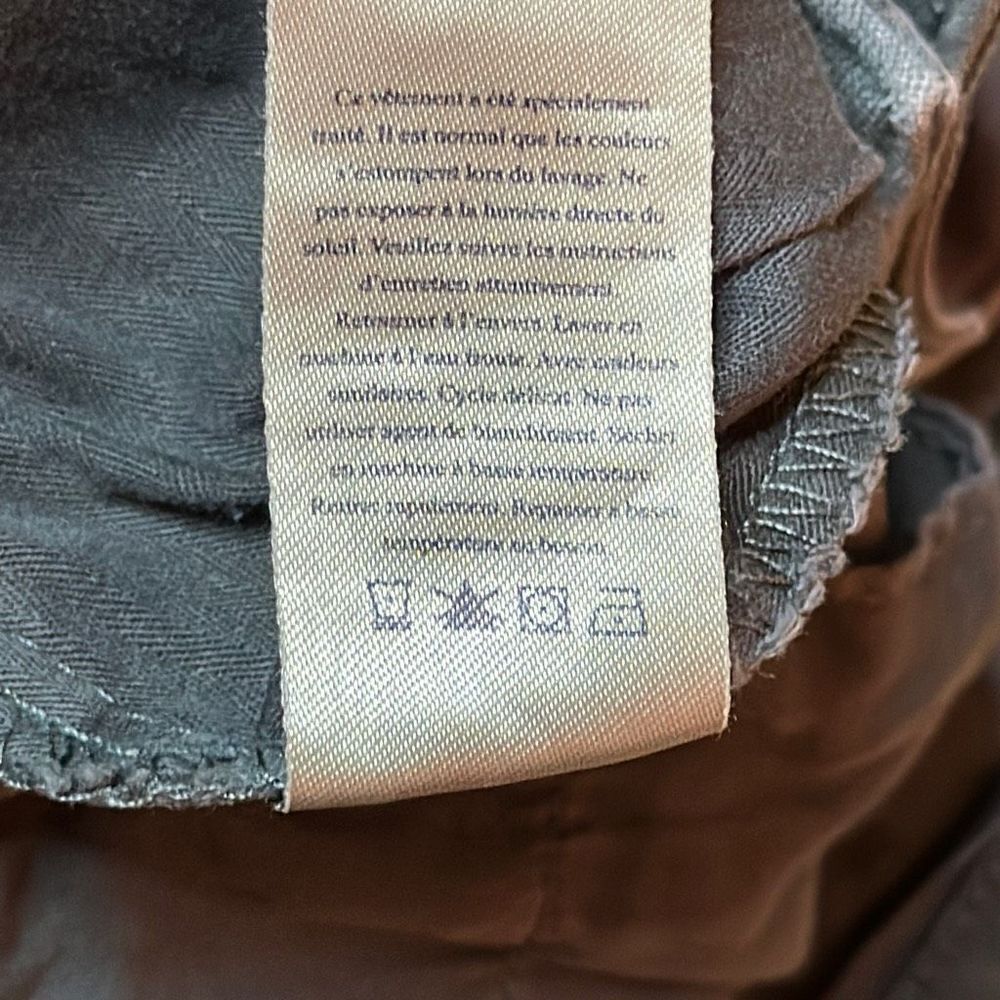 Ce vêtement a été spécialement
traité. Il est normal que les couleurs
s'estompent lors du lavage. Ne
pas exposer à la lumière directe du
soleil. Veuillez suivre les instructions
d'entretien attentivement.
Retourner à l'envers. Laver en
machine à l'eau froide. Avec couleurs
similaires. Cycle délicat. Ne pas
utiliser agent de blanchiment. Sécher
en machine à basse température.
Retirer rapidement. Repasser à basse
température au besoin.